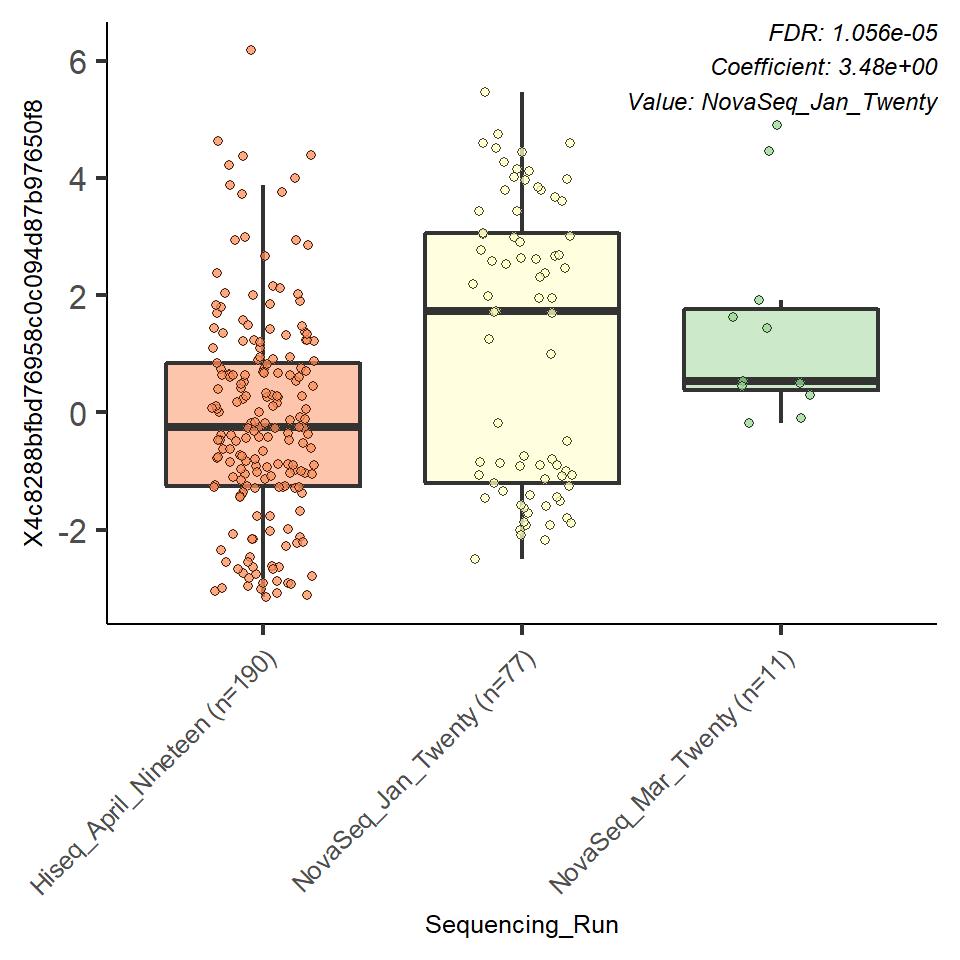 FDR: 1.056e-05
Coefficient: 3.48e+00
Value: NovaSeq_Jan_Twenty
X4c8288bfbd76958c0c094d87b97650f8
6
4
2
0
-2
Hiseq_April_Nineteen (n=190)
NovaSeq_Jan_Twenty (n=77)
NovaSeq_Mar_Twenty (n=11)
Sequencing_Run